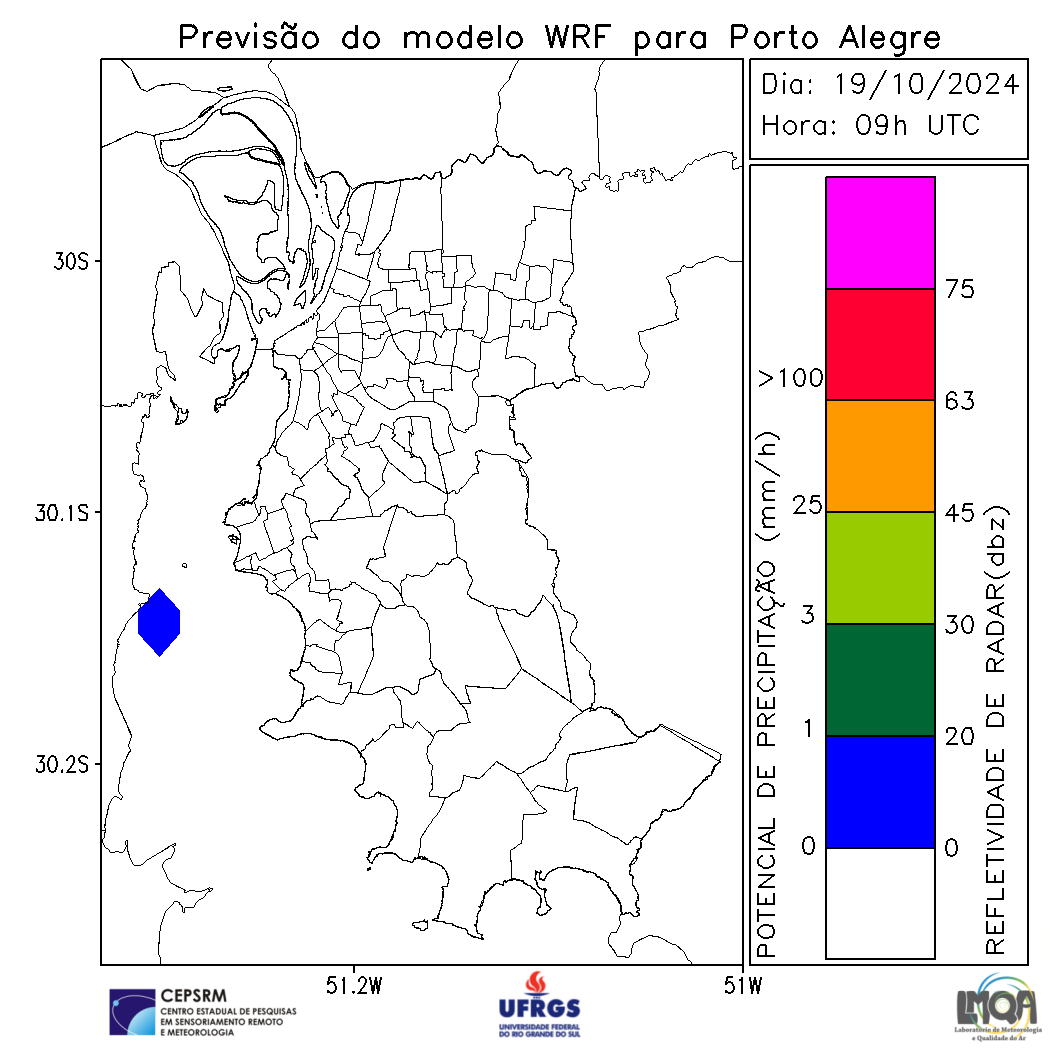 Previsão do modelo WRF para Porto Alegre
Dia: 19/10/2024
Hora: 09h UTC
30S
30.1S
30.2S
51.2W
51W
POTENCIAL DE PRECIPITAÇÃO (mm/h)
>100
25
3
1
0
75
63
45
30
20
0
REFLETIVIDADE DE RADAR(dbz)
CEPSRM
CENTRO ESTADUAL DE PESQUISAS
EM SENSORIAMENTO REMOTO
E METEOROLOGIA
UFRGS
UNIVERSIDADE FEDERAL
DO RIO GRANDE DO SUL
LMQA
Laboratório de Meteorologia
e Qualidade do Ar